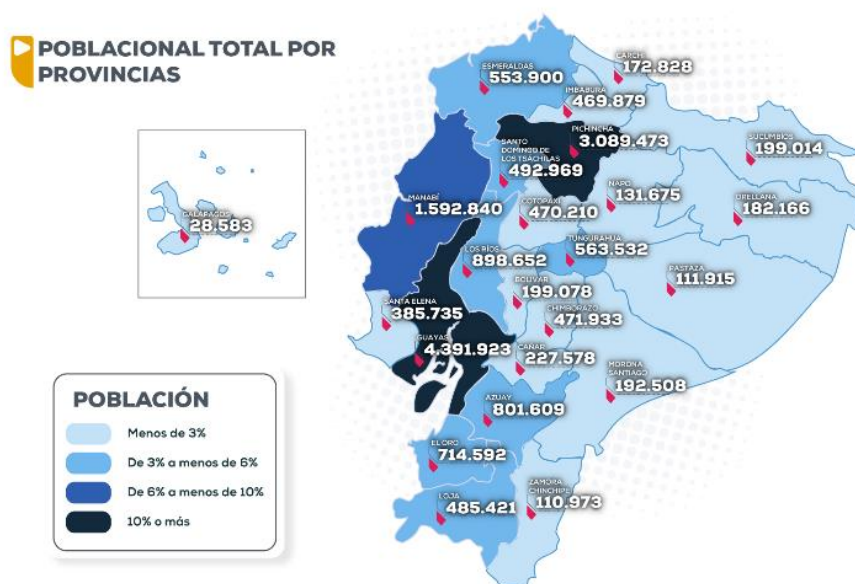 POBLACIONAL TOTAL POR
PROVINCIAS
ESMERALDAS
553.900
CARCHI
172.828
IMBABURA
469.879
PICHINCHA
3.089.473
SUCUMBÍOS
199.014
SANTO
DOMINGO DE
LOS TSÁCHILAS
492.969
NAPO
131.675
ORELLANA
182.166
MANABÍ
1.592.840
COTOPAXI
470.210
GALÁPAGOS
28.583
LOS RÍOS
898.652
TUNGURAHUA
563.532
PASTAZA
111.915
BOLÍVAR
199.078
SANTA ELENA
385.735
CHIMBORAZO
471.933
GUAYAS
4.391.923
CAÑAR
227.578
MORONA
SANTIAGO
192.508
AZUAY
801.609
EL ORO
714.592
LOJA
485.421
ZAMORA
CHINCHIPE
110.973
POBLACIÓN
Menos de 3%
De 3% a menos de 6%
De 6% a menos de 10%
10% o más